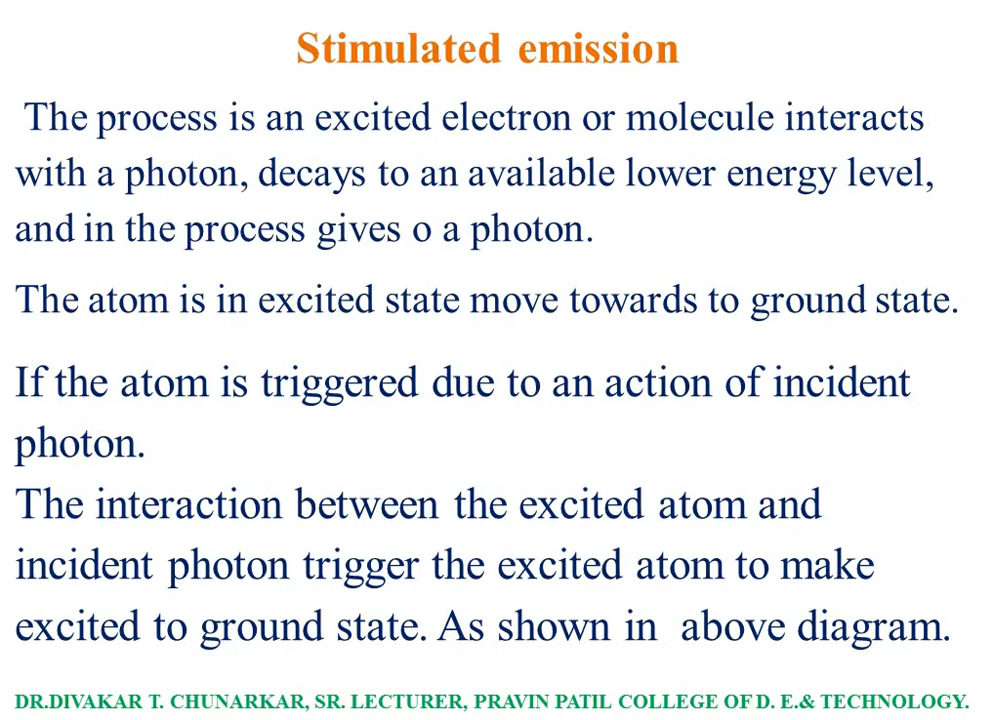 Stimulated emission
The process is an excited electron or molecule interacts
with a photon, decays to an available lower energy level,
and in the process gives o a photon.
The atom is in excited state move towards to ground state.
If the atom is triggered due to an action of incident
photon.
The interaction between the excited atom and
incident photon trigger the excited atom to make
excited to ground state. As shown in above diagram.
DR.DIVAKAR T. CHUNARKAR, SR. LECTURER, PRAVIN PATIL COLLEGE OF D. E.& TECHNOLOGY.